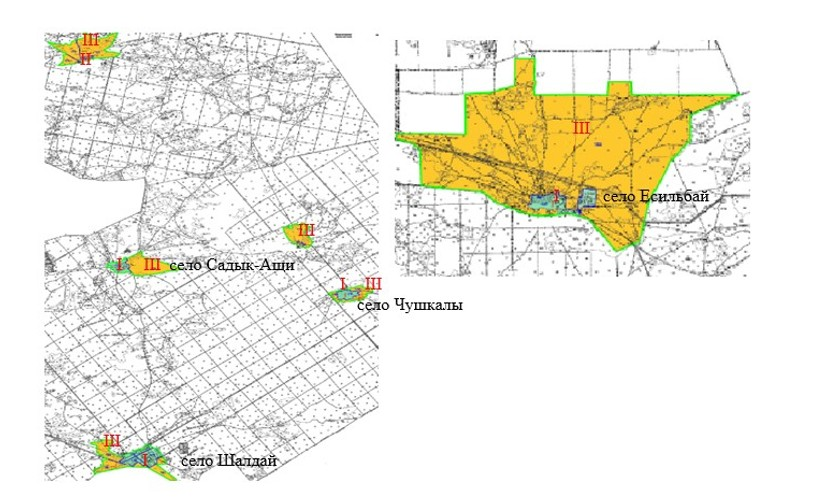 III
II
III
III
I
село Есильбай
I III село Садык-Ащи
I III
село Чушкалы
III
I село Шалдай